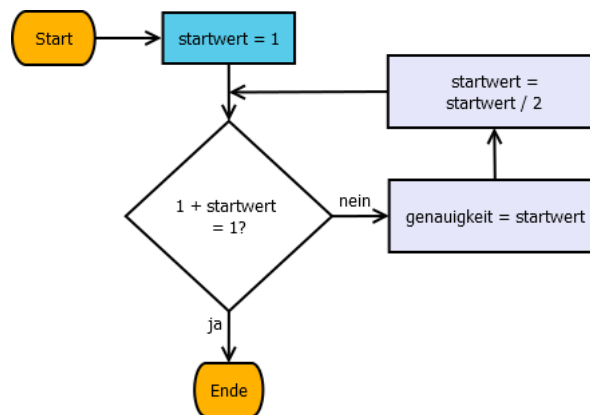 Start
startwert = 1
startwert =
startwert / 2
1 + startwert
= 1?
nein
genauigkeit = startwert
ja
Ende